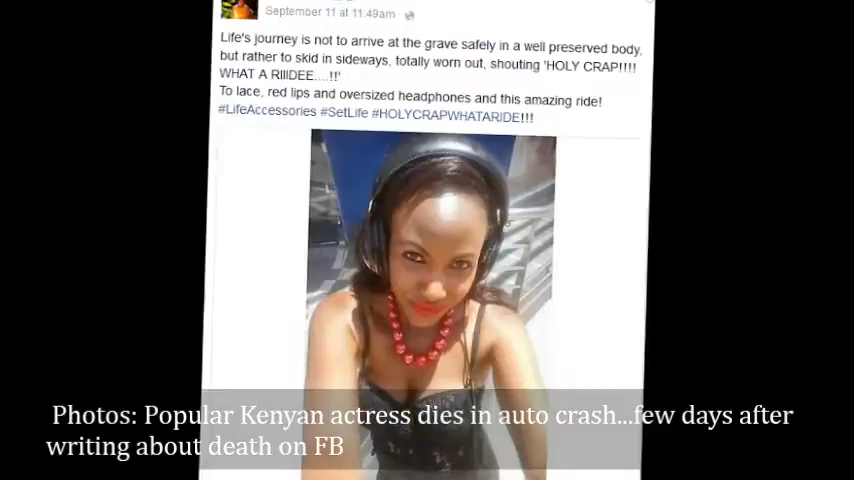 September 11 at 11:49am
Life's journey is not to arrive at the grave safely in a well preserved body,
but rather to skid in sideways, totally worn out, shouting 'HOLY CRAP!!!!
WHAT A RIIIDEE....!!'
To lace, red lips and oversized headphones and this amazing ride!
#LifeAccessories #SetLife #HOLYCRAPWHATARIDE!!!
Photos: Popular Kenyan actress dies in auto crash...few days after
writing about death on FB